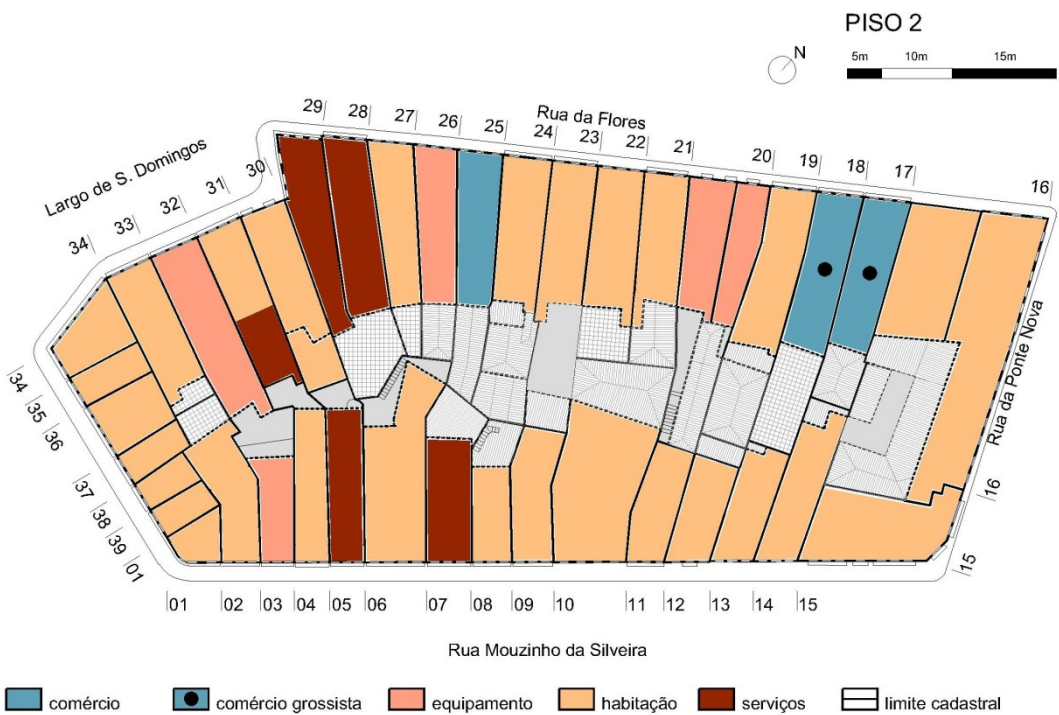 PISO 2
N
5m 10m 15m
Rua da Flores
Largo de S. Domingos
34 33 32 31 30 29 28 27 26 25 24 23 22 21 20 19 18 17 16
Rua da Ponte Nova
34
35
36
37
38
39
01
16
15
01 02 03 04 05 06 07 08 09 10 11 12 13 14 15
Rua Mouzinho da Silveira
comércio comércio grossista equipamento habitação serviços limite cadastral